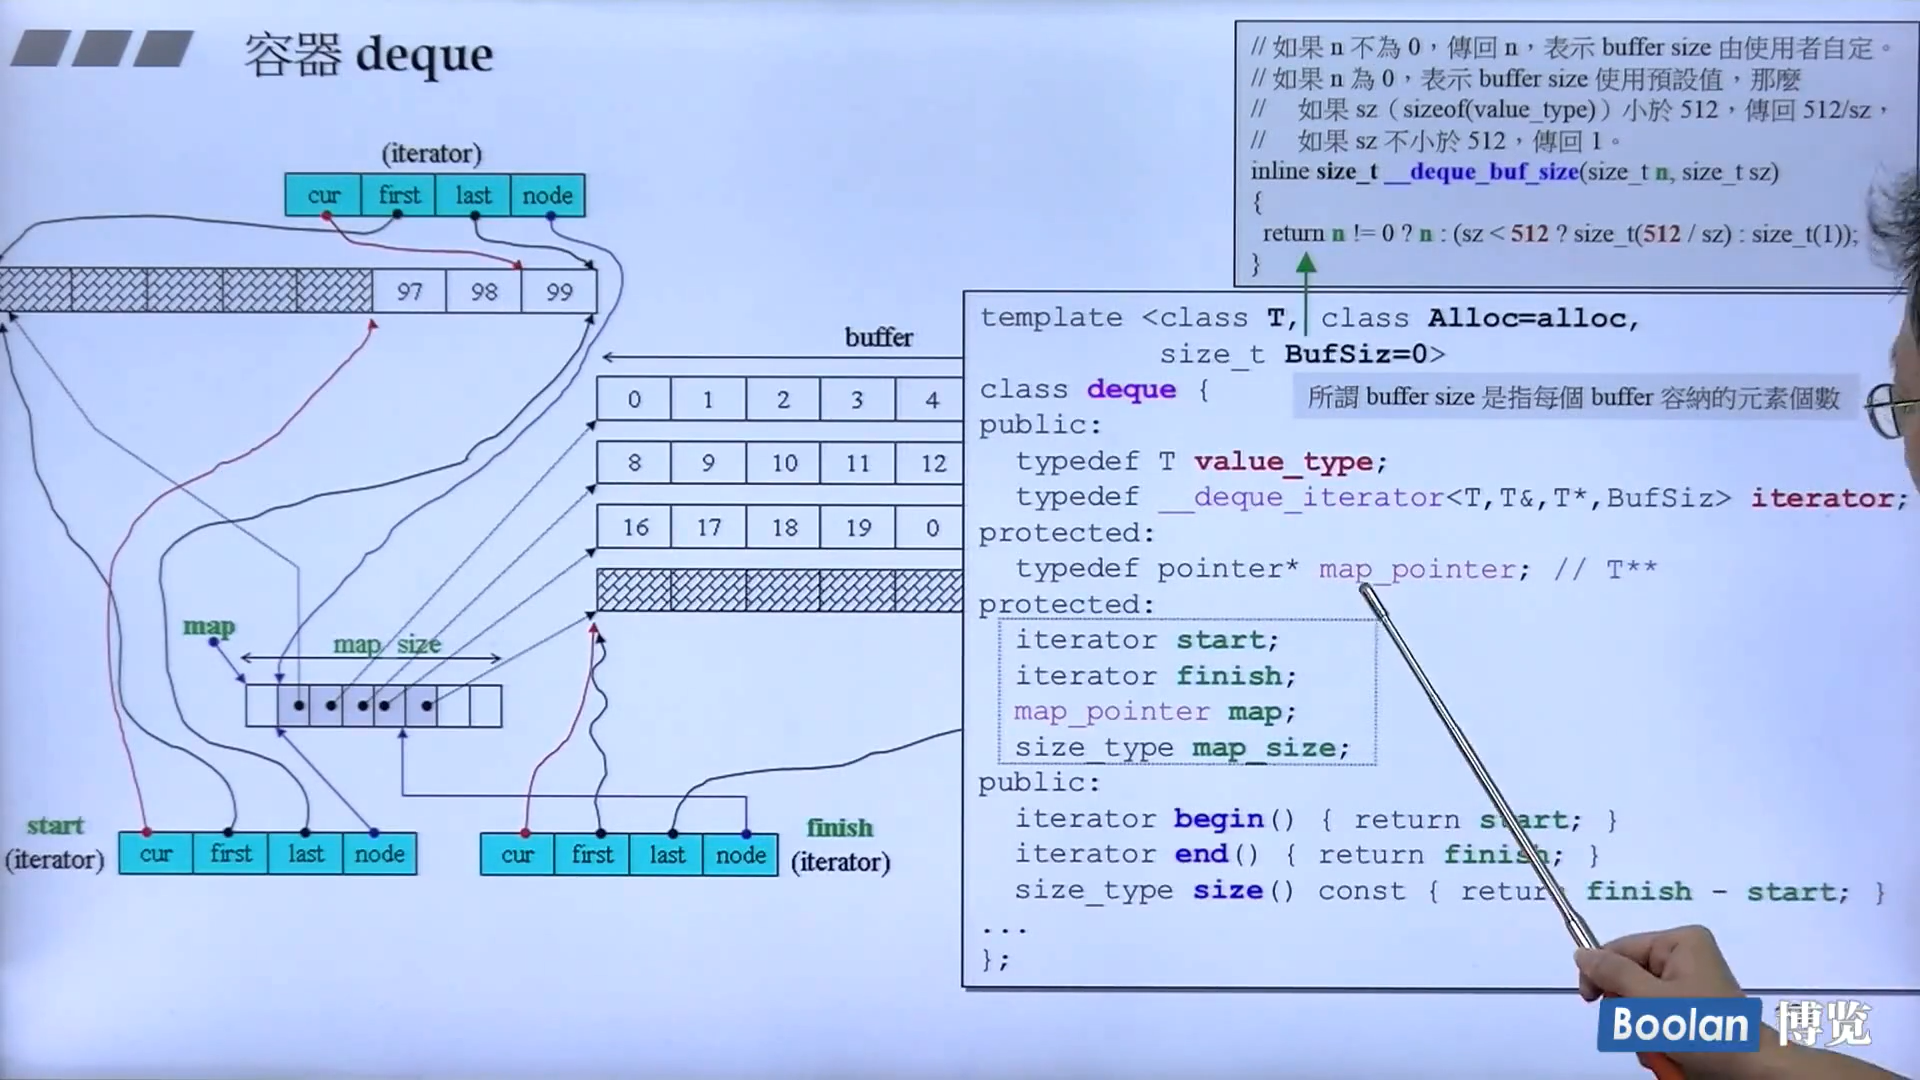 容器 deque
// 如果 n 不為 0，傳回 n，表示 buffer size 由使用者自定。
// 如果 n 為 0，表示 buffer size 使用預設值，那麼
// 如果 sz（sizeof(value_type)）小於 512，傳回 512/sz，
// 如果 sz 不小於 512，傳回 1。
inline size_t __deque_buf_size(size_t n, size_t sz)
{
return n != 0 ? n : (sz < 512 ? size_t(512 / sz) : size_t(1));
}
(iterator)
cur first last node
97 98 99
buffer
0 1 2 3 4
8 9 10 11 12
16 17 18 19 0
map
map_size
start
(iterator)
cur first last node
cur first last node
finish
(iterator)
template <class T, class Alloc=alloc,
size_t BufSiz=0>
class deque {
所謂 buffer size 是指每個 buffer 容納的元素個數
public:
typedef T value_type;
typedef __deque_iterator<T,T&,T*,BufSiz> iterator;
protected:
typedef pointer* map_pointer; // T**
protected:
iterator start;
iterator finish;
map_pointer map;
size_type map_size;
public:
iterator begin() { return start; }
iterator end() { return finish; }
size_type size() const { return finish - start; }
...
};
Boolan 博览